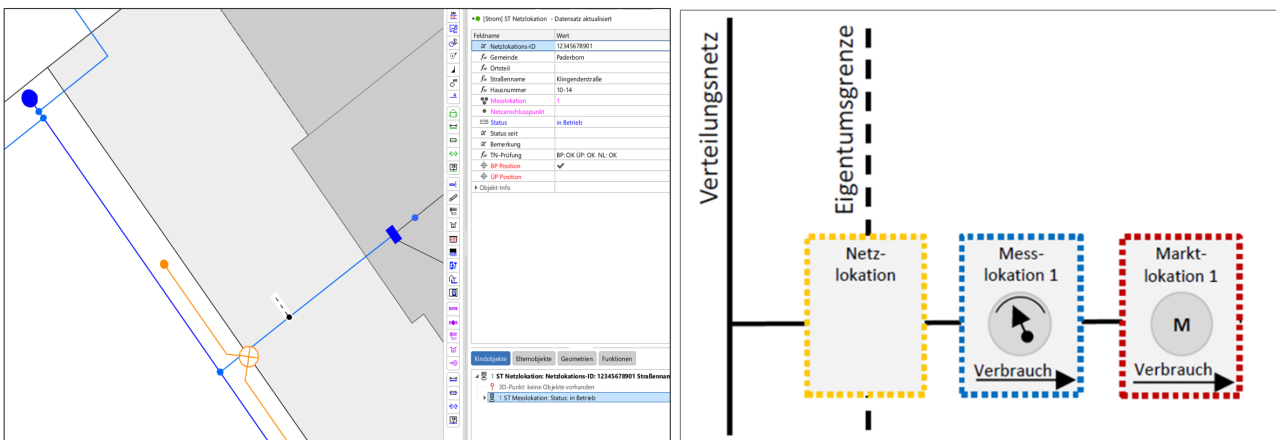 [Strom] ST Netzlokation - Datensatz aktualisiert
Feldname Wert
Netzlokations-ID 12345678901
Gemeinde Paderborn
Ortsteil
Straßenname Klingenderstraße
Hausnummer 10-14
Messlokation 1
Netzanschlusspunkt
Status in Betrieb
Status seit
Bemerkung
TN-Prüfung BP: OK ÜP: OK NL: OK
BP Position
ÜP Position
Objekt-Info
Kindobjekte Elternobjekte Geometrien Funktionen
1 ST Netzlokation: Netzlokations-ID: 12345678901 Straßennan
3D-Punkt: keine Objekte vorhanden
1 ST Messlokation: Status: in Betrieb
Verteilungsnetz
Eigentumsgrenze
Netz-
lokation
Mess-
lokation 1
Verbrauch
Markt-
lokation 1
M
Verbrauch